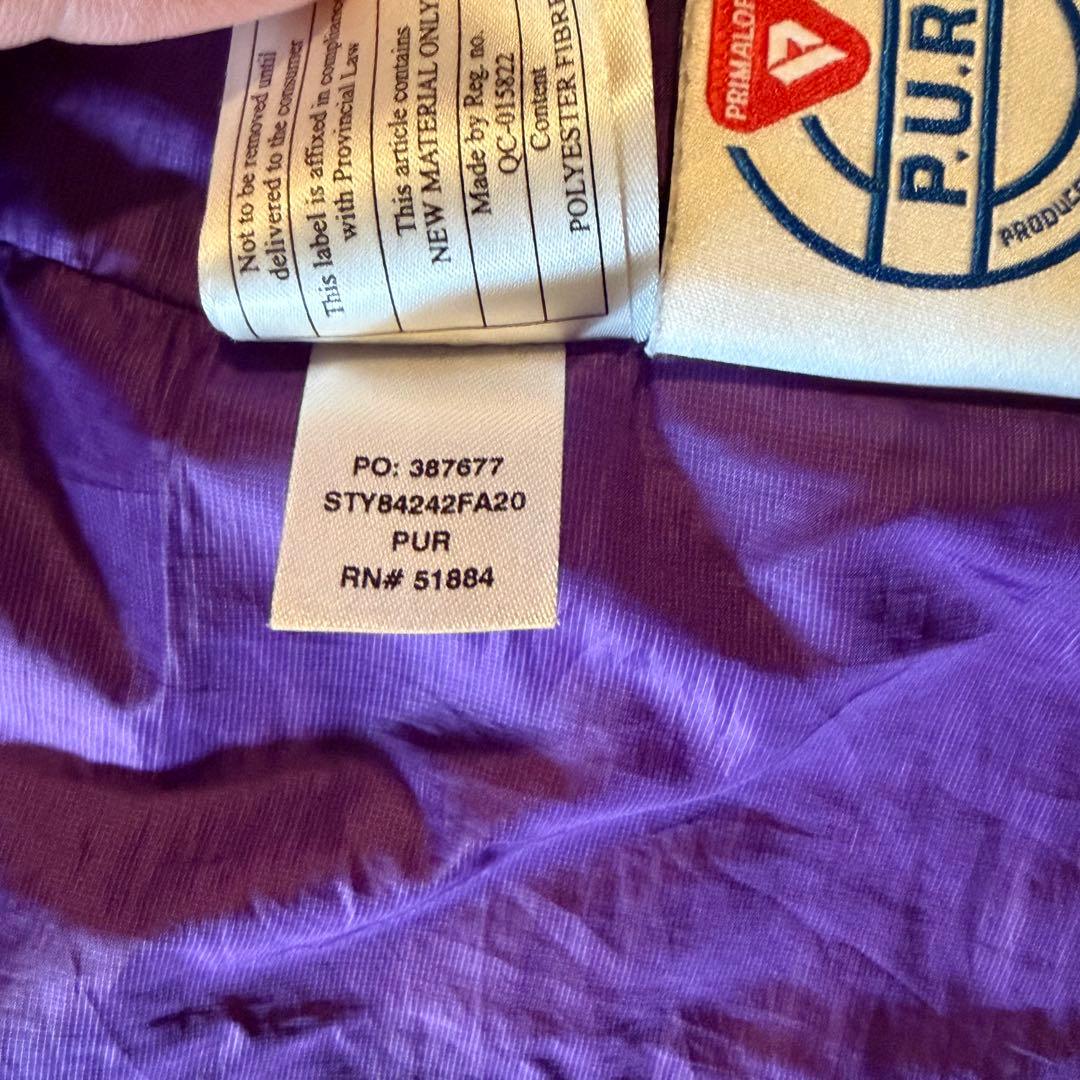 Not to be removed until
delivered to the consumer
This label is affixed in compliance
with Provincial Law
This article contains
NEW MATERIAL ONLY
Made by Reg. no.
QC-015822
Content
POLYESTER FIBRE
PRIMALOF
P.U.R
PRODUCE
PO: 387677
STY84242FA20
PUR
RN# 51884